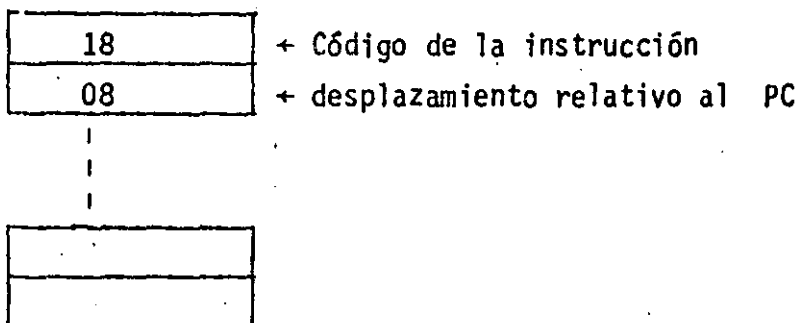 18 ← Código de la instrucción
08 ← desplazamiento relativo al PC